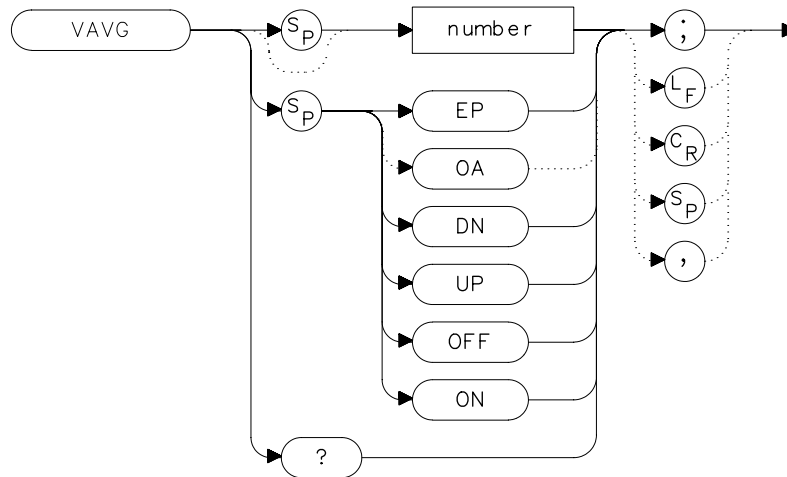 VAVG
SP
number
;
LF
SP
EP
CR
OA
SP
DN
,
UP
OFF
ON
?